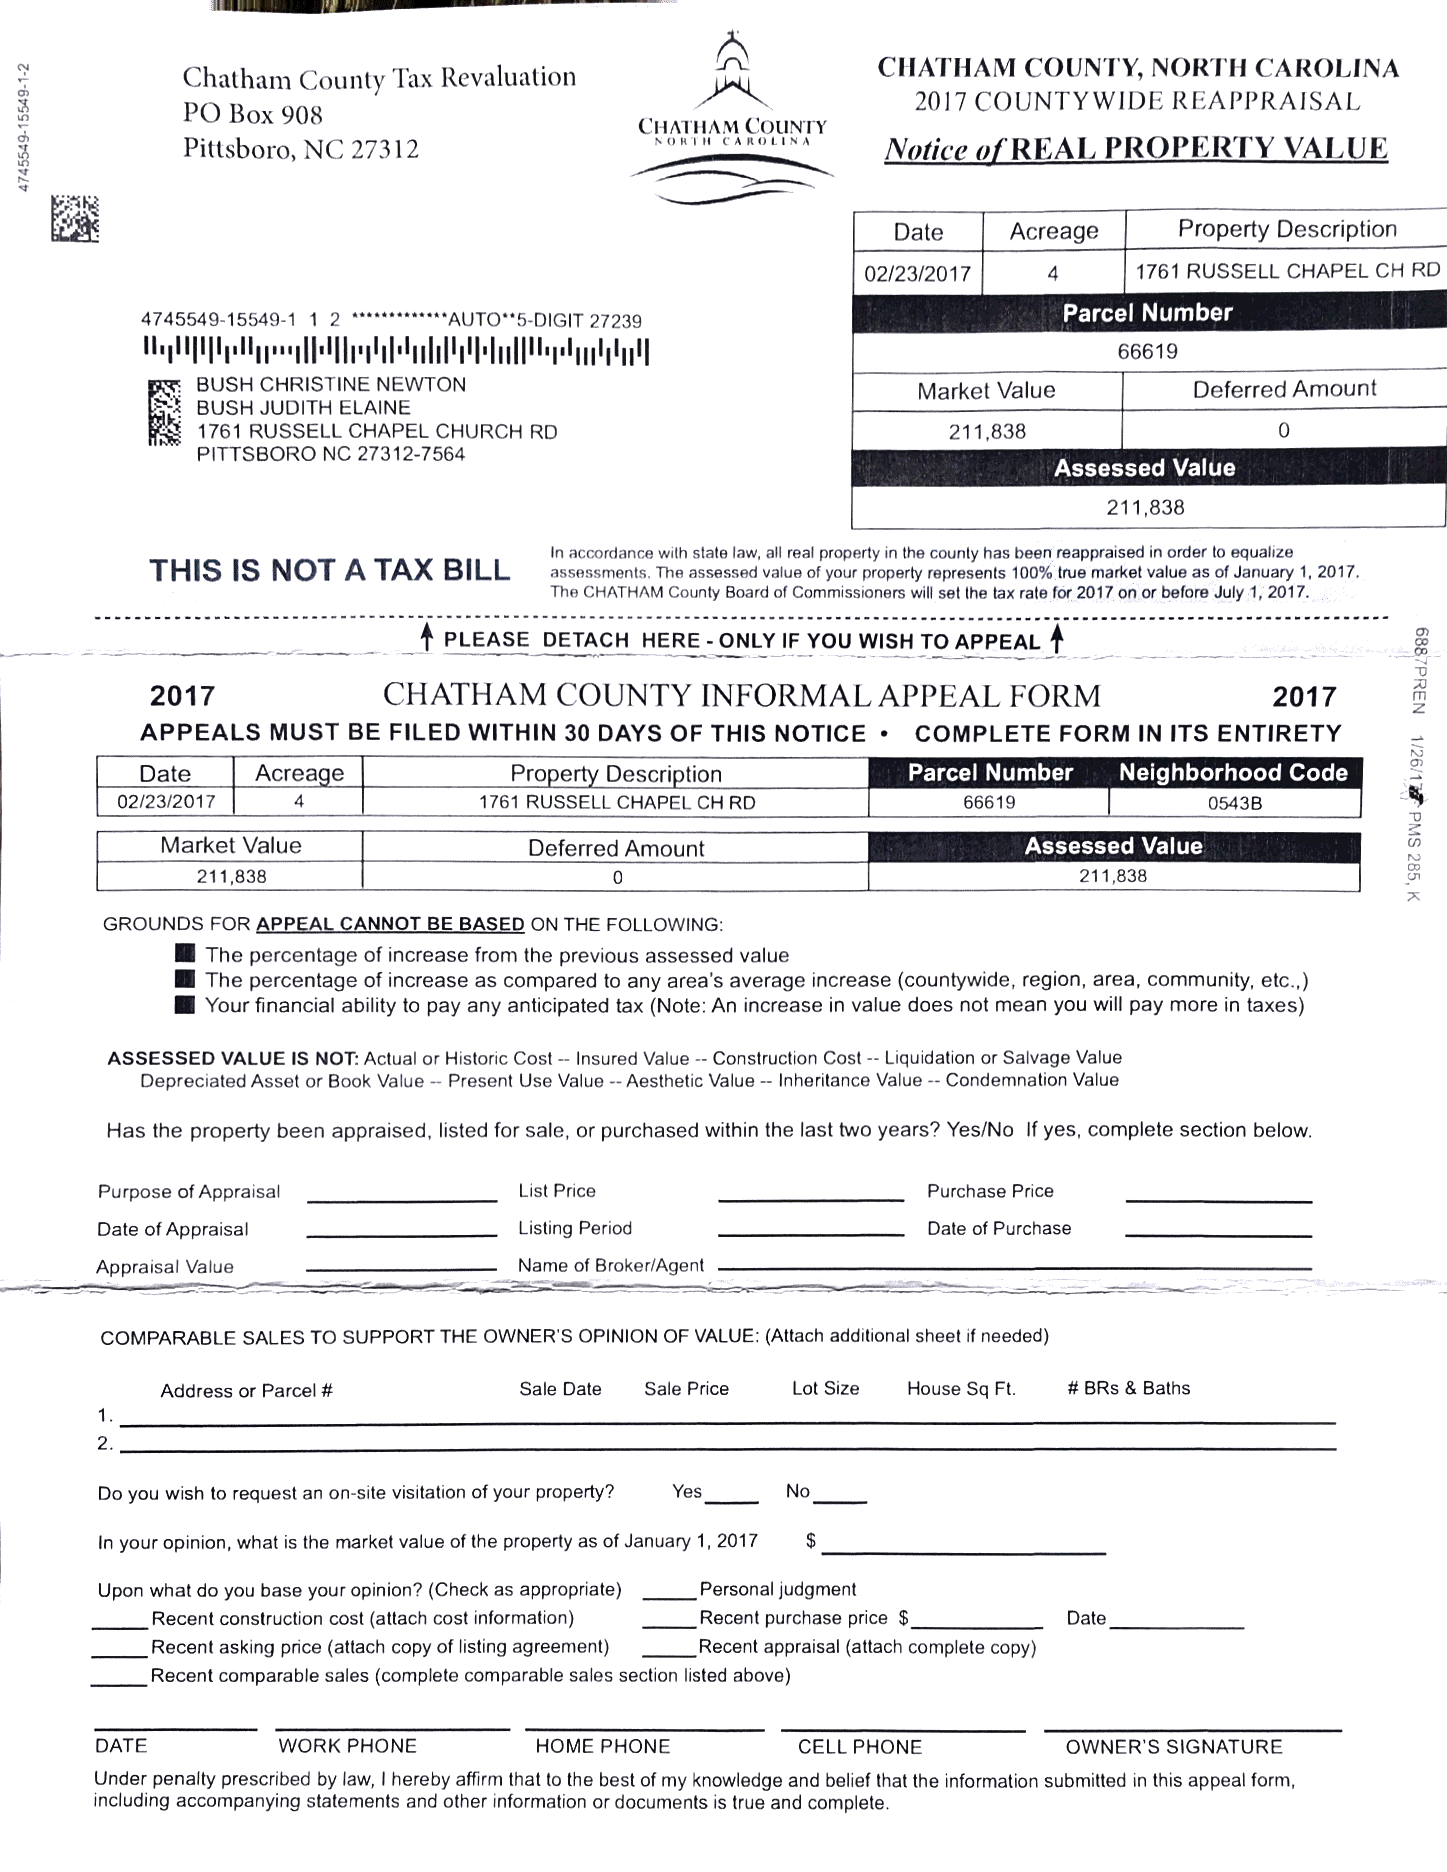 4745549-15549-1-2
Chatham County Tax Revaluation
PO Box 908
Pittsboro, NC 27312
CHATHAM COUNTY
NORTH CAROLINA
CHATHAM COUNTY, NORTH CAROLINA
2017 COUNTYWIDE REAPPRAISAL
Notice of REAL PROPERTY VALUE
Date Acreage Property Description
02/23/2017 4 1761 RUSSELL CHAPEL CH RD
Parcel Number
66619
Market Value Deferred Amount
211,838 0
Assessed Value
211,838
4745549-15549-1 1 2 *************AUTO**5-DIGIT 27239
BUSH CHRISTINE NEWTON
BUSH JUDITH ELAINE
1761 RUSSELL CHAPEL CHURCH RD
PITTSBORO NC 27312-7564
THIS IS NOT A TAX BILL
In accordance with state law, all real property in the county has been reappraised in order to equalize
assessments. The assessed value of your property represents 100% true market value as of January 1, 2017.
The CHATHAM County Board of Commissioners will set the tax rate for 2017 on or before July 1, 2017.
PLEASE DETACH HERE - ONLY IF YOU WISH TO APPEAL
6887PREN 1/26/17 PMS 285, K
2017 CHATHAM COUNTY INFORMAL APPEAL FORM 2017
APPEALS MUST BE FILED WITHIN 30 DAYS OF THIS NOTICE • COMPLETE FORM IN ITS ENTIRETY
Date Acreage Property Description Parcel Number Neighborhood Code
02/23/2017 4 1761 RUSSELL CHAPEL CH RD 66619 0543B
Market Value Deferred Amount Assessed Value
211,838 0 211,838
GROUNDS FOR APPEAL CANNOT BE BASED ON THE FOLLOWING:
■ The percentage of increase from the previous assessed value
■ The percentage of increase as compared to any area's average increase (countywide, region, area, community, etc.,)
■ Your financial ability to pay any anticipated tax (Note: An increase in value does not mean you will pay more in taxes)
ASSESSED VALUE IS NOT: Actual or Historic Cost -- Insured Value -- Construction Cost -- Liquidation or Salvage Value
Depreciated Asset or Book Value -- Present Use Value -- Aesthetic Value -- Inheritance Value -- Condemnation Value
Has the property been appraised, listed for sale, or purchased within the last two years? Yes/No If yes, complete section below.
Purpose of Appraisal List Price Purchase Price
Date of Appraisal Listing Period Date of Purchase
Appraisal Value Name of Broker/Agent
COMPARABLE SALES TO SUPPORT THE OWNER'S OPINION OF VALUE: (Attach additional sheet if needed)
Address or Parcel # Sale Date Sale Price Lot Size House Sq Ft. # BRs & Baths
1.
2.
Do you wish to request an on-site visitation of your property? Yes No
In your opinion, what is the market value of the property as of January 1, 2017 $
Upon what do you base your opinion? (Check as appropriate) Personal judgment
Recent construction cost (attach cost information) Recent purchase price $ Date
Recent asking price (attach copy of listing agreement) Recent appraisal (attach complete copy)
Recent comparable sales (complete comparable sales section listed above)
DATE WORK PHONE HOME PHONE CELL PHONE OWNER'S SIGNATURE
Under penalty prescribed by law, I hereby affirm that to the best of my knowledge and belief that the information submitted in this appeal form,
including accompanying statements and other information or documents is true and complete.